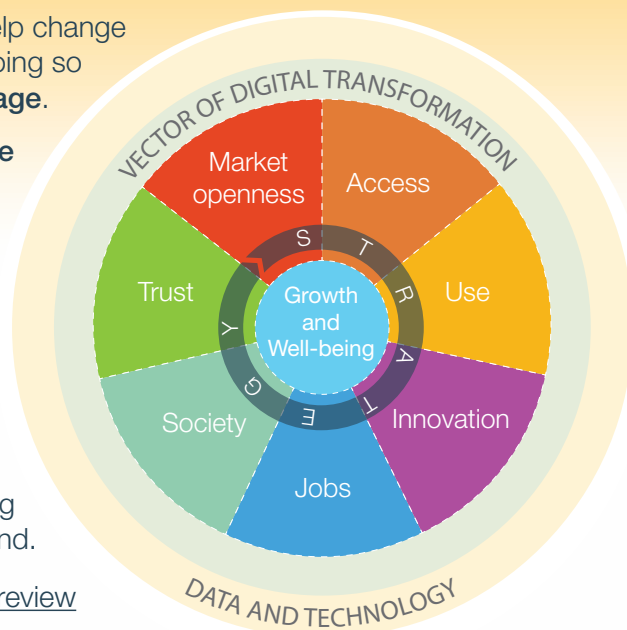 elp change
oing so
age.
e
g
nd.
review
VECTOR OF DIGITAL TRANSFORMATION
Market
openness
Access
Trust
Use
Society
Innovation
Jobs
STRATEGY
Growth
and
Well-being
DATA AND TECHNOLOGY